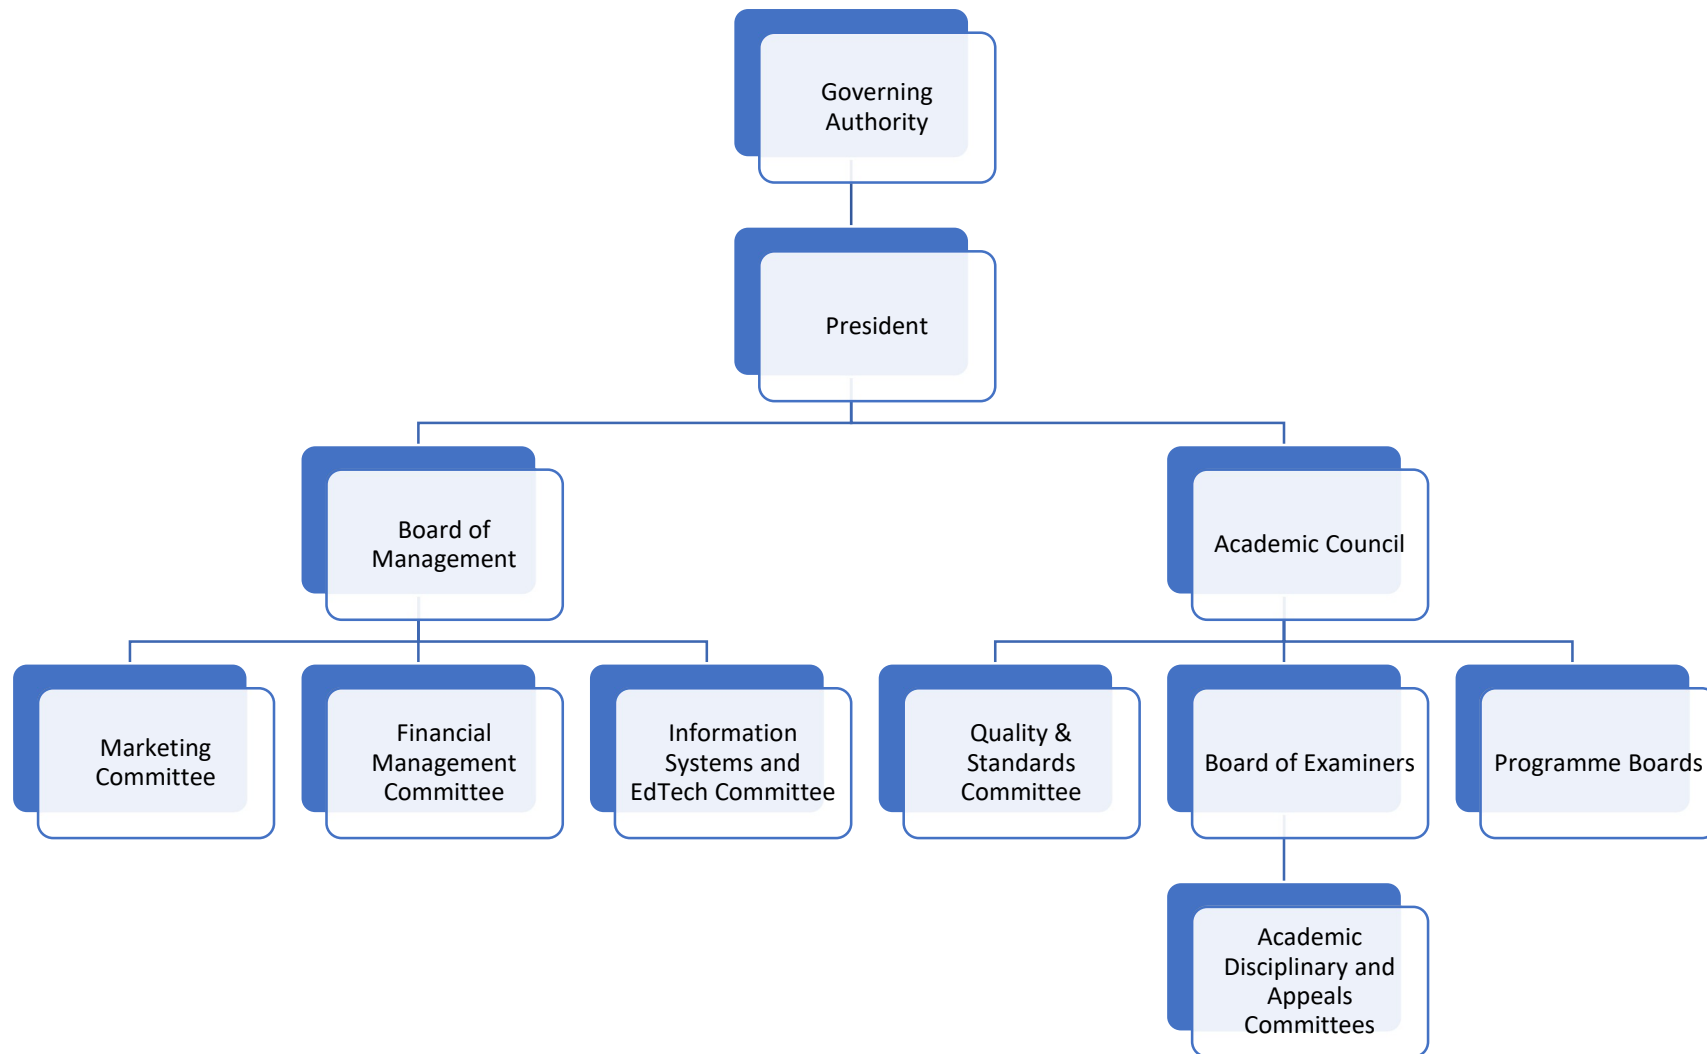 Governing
Authority
President
Board of
Management
Academic Council
Marketing
Committee
Financial
Management
Committee
Information
Systems and
EdTech Committee
Quality &
Standards
Committee
Board of Examiners
Programme Boards
Academic
Disciplinary and
Appeals
Committees